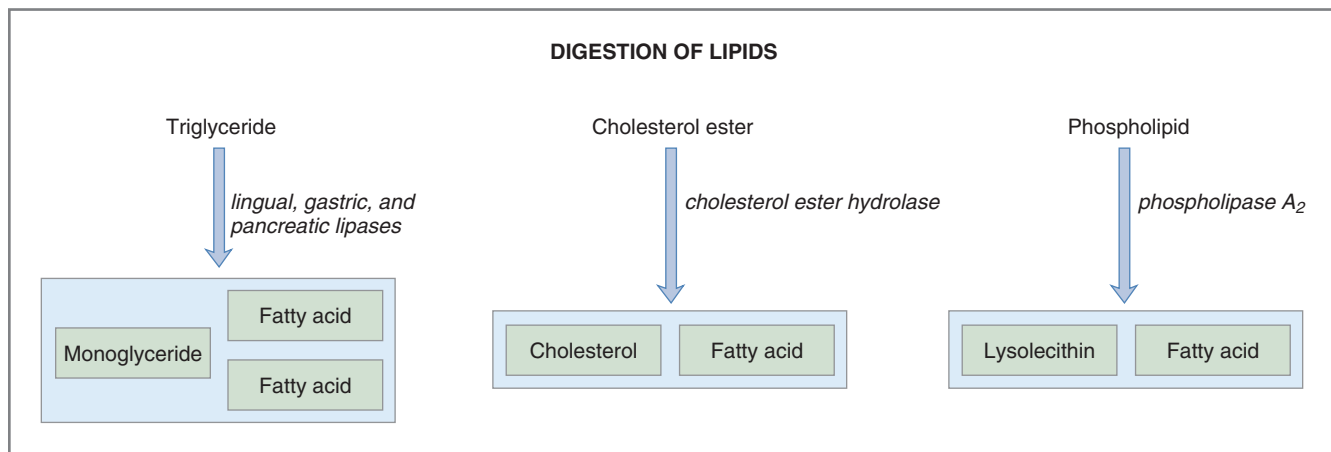 DIGESTION OF LIPIDS
Triglyceride
lingual, gastric, and
pancreatic lipases
Monoglyceride
Fatty acid
Fatty acid
Cholesterol ester
cholesterol ester hydrolase
Cholesterol
Fatty acid
Phospholipid
phospholipase A2
Lysolecithin
Fatty acid